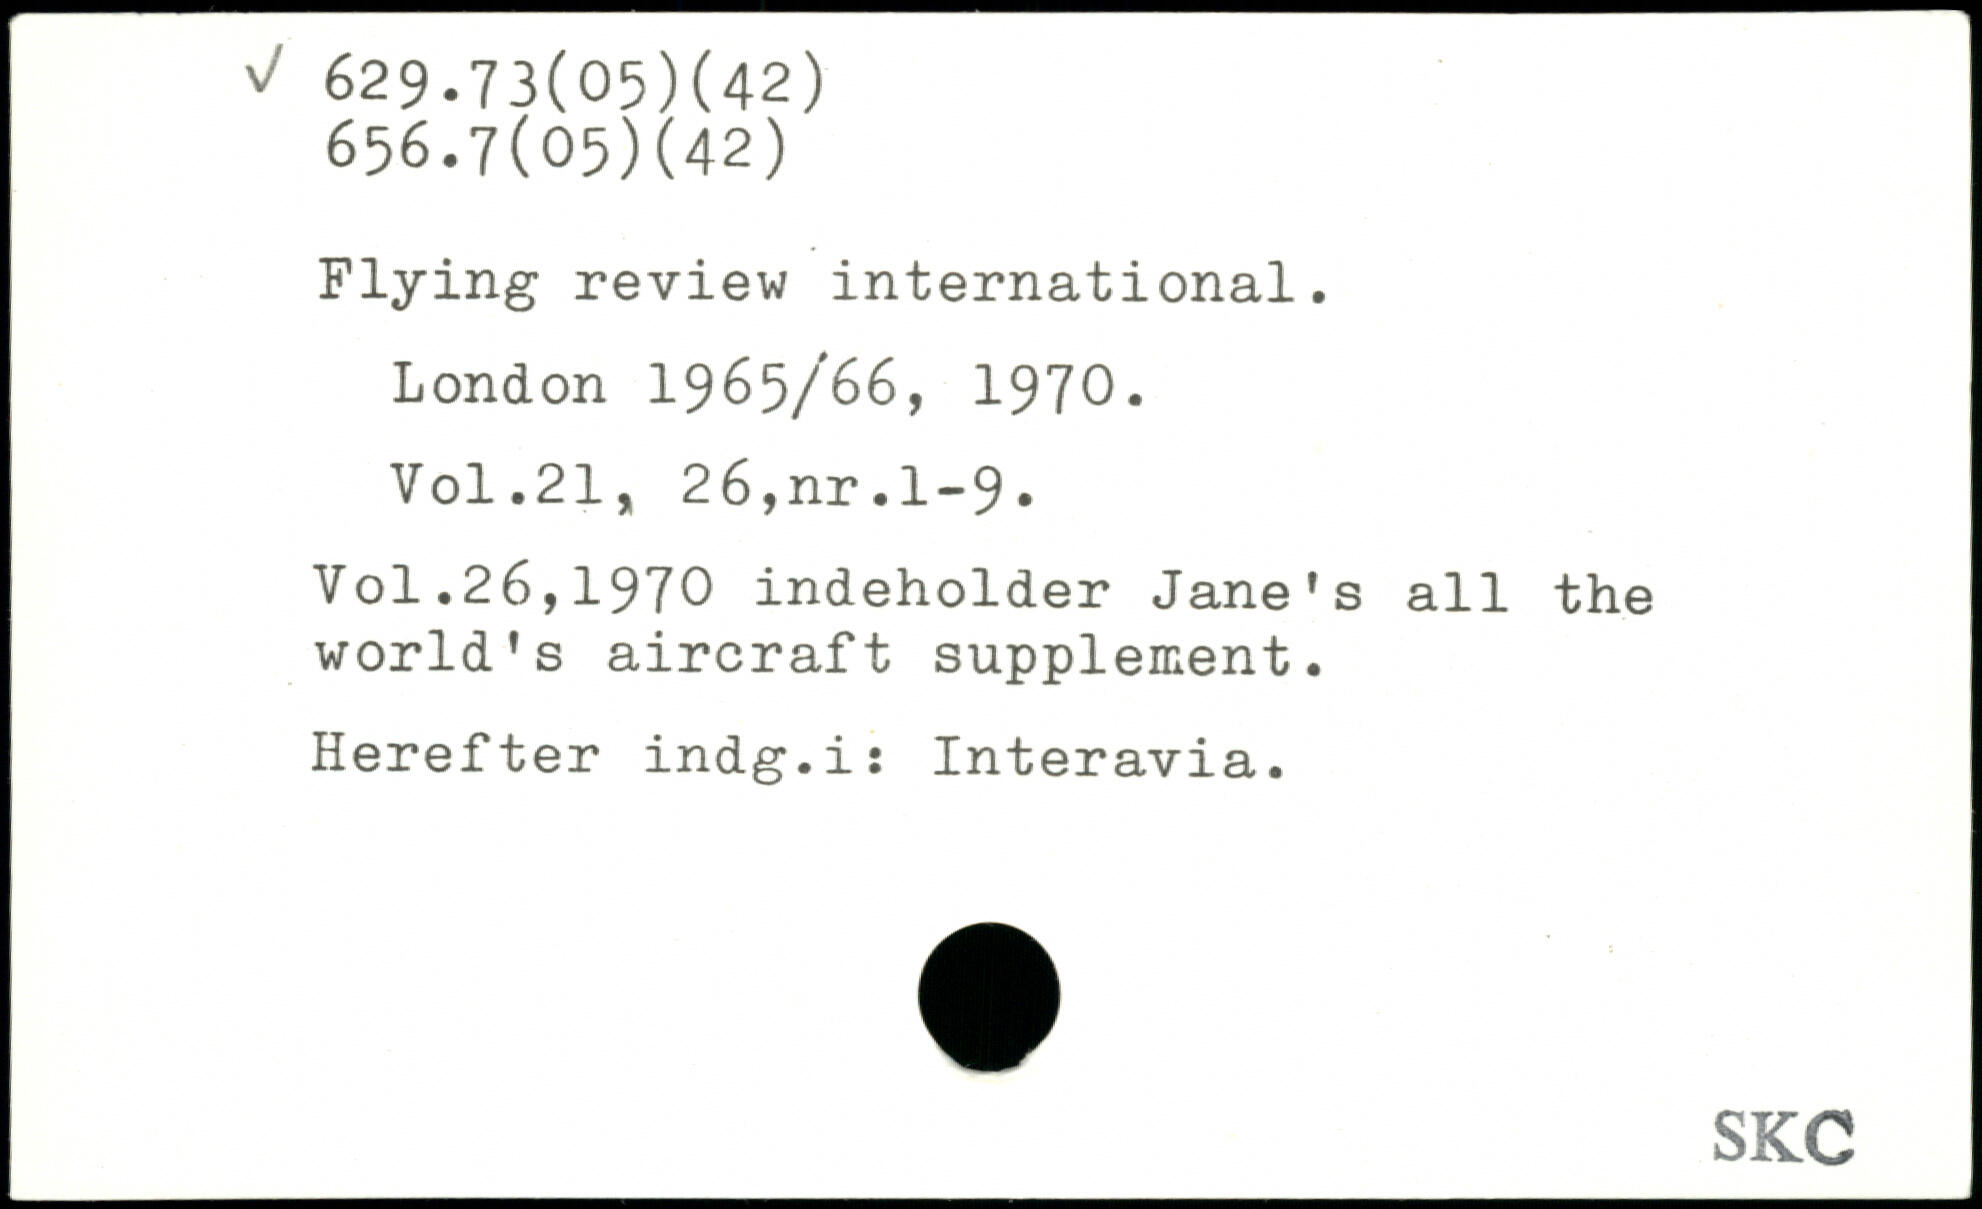 √ 629.73(05)(42)
656.7(05)(42)
Flying review international.
London 1965/66, 1970.
Vol.21, 26,nr.1-9.
Vol.26,1970 indeholder Jane's all the
world's aircraft supplement.
Herefter indg.i: Interavia.
SKC